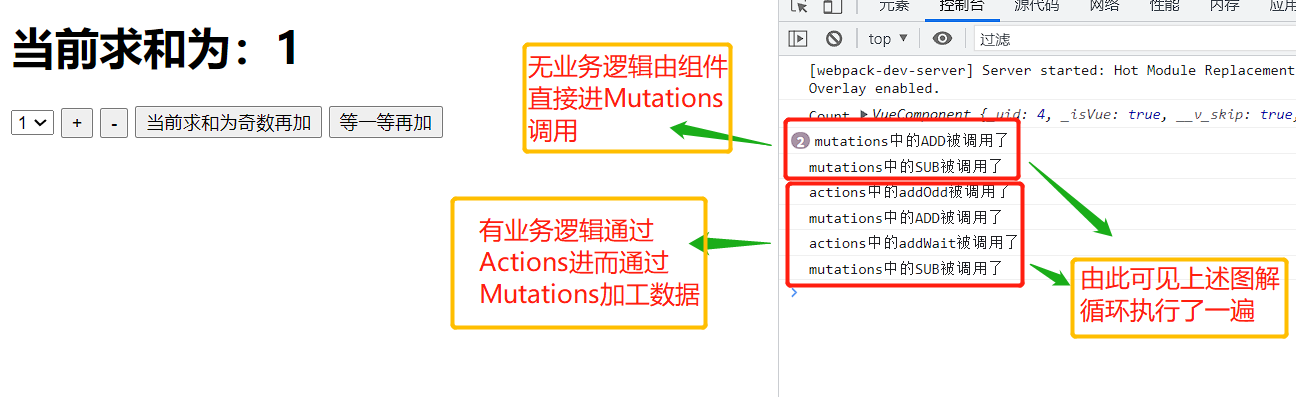 当前求和为：1
1
+
-
当前求和为奇数再加
等一等再加
无业务逻辑由组件
直接进Mutations
调用
有业务逻辑通过
Actions进而通过
Mutations加工数据
元素
控制台
源代码
网络
性能
内存
应用
top
过滤
[webpack-dev-server] Server started: Hot Module Replacement
Overlay enabled.
Count VueComponent {_uid: 4, _isVue: true, __v_skip: true,
2 mutations中的ADD被调用了
mutations中的SUB被调用了
actions中的addOdd被调用了
mutations中的ADD被调用了
actions中的addWait被调用了
mutations中的SUB被调用了
由此可见上述图解
循环执行了一遍